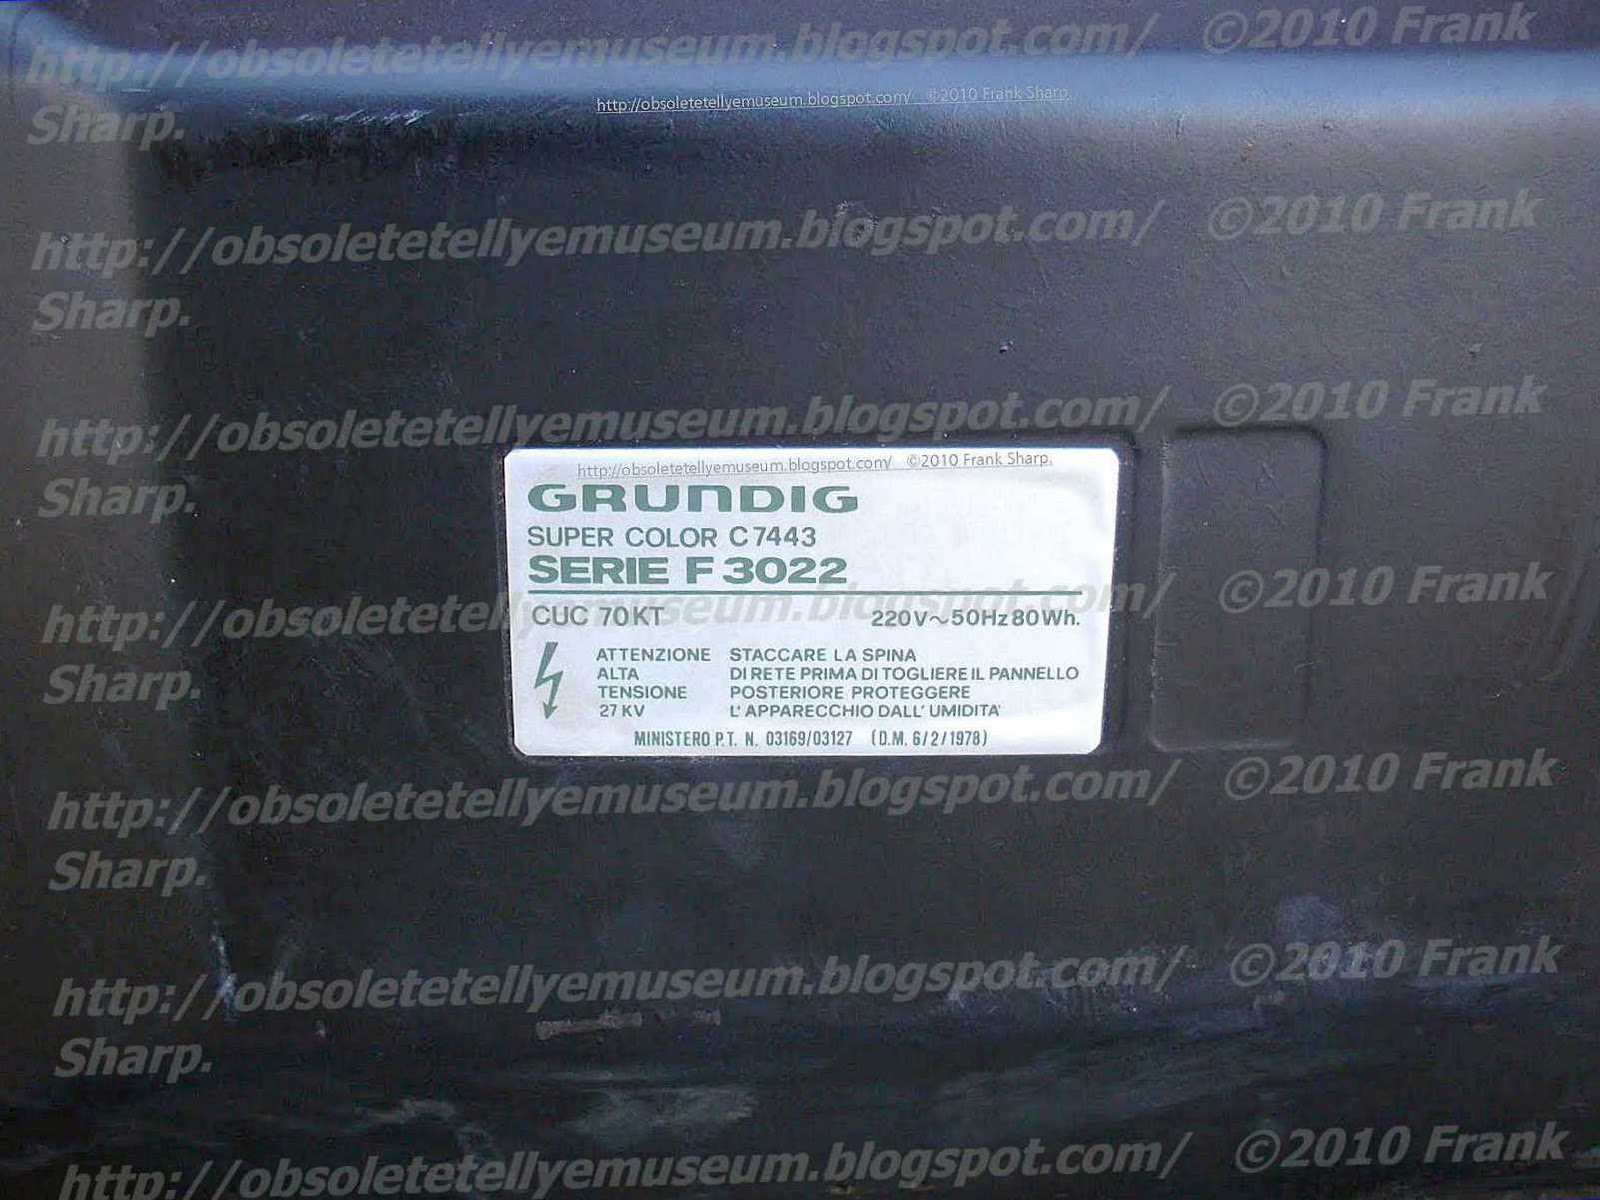 http://obsoletetellyemuseum.blogspot.com/ ©2010 Frank
Sharp.
http://obsoletetellyemuseum.blogspot.com/ ©2010 Frank Sharp.
http://obsoletetellyemuseum.blogspot.com/ ©2010 Frank
Sharp.
http://obsoletetellyemuseum.blogspot.com/ ©2010 Frank
Sharp.
http://obsoletetellyemuseum.blogspot.com/ ©2010 Frank Sharp.
GRUNDIG
SUPER COLOR C 7443
SERIE F 3022
http://obsoletetellyemuseum.blogspot.com/ ©2010 Frank
Sharp.
CUC 70KT 220V~50Hz 80Wh.
ATTENZIONE STACCARE LA SPINA
ALTA DI RETE PRIMA DI TOGLIERE IL PANNELLO
TENSIONE POSTERIORE PROTEGGERE
27 KV L'APPARECCHIO DALL' UMIDITA'
MINISTERO P.T. N. 03169/03127 (D.M. 6/2/1978)
http://obsoletetellyemuseum.blogspot.com/ ©2010 Frank
Sharp.
http://obsoletetellyemuseum.blogspot.com/ ©2010 Frank
Sharp.
http://obsoletetellyemuseum.blogspot.com/ ©2010 Frank